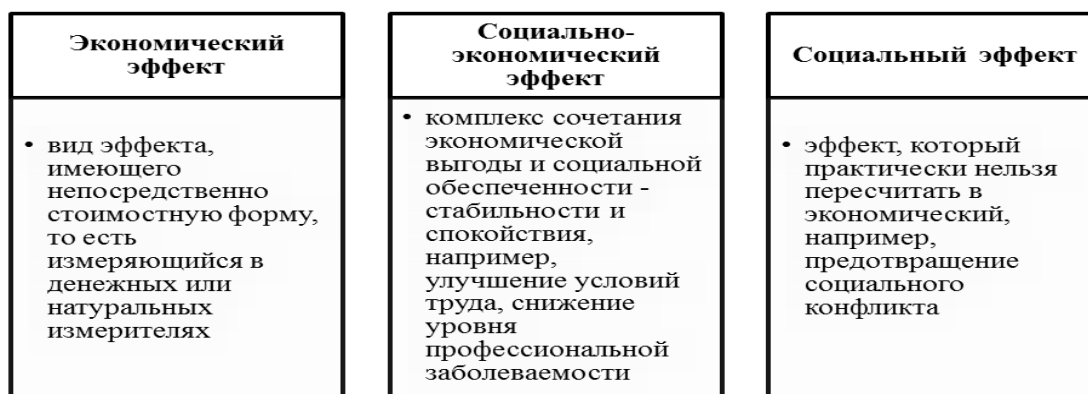 Экономический
эффект
• вид эффекта,
имеющего
непосредственно
стоимостную форму,
то есть
измеряющийся в
денежных или
натуральных
измерителях
Социально-
экономический
эффект
• комплекс сочетания
экономической
выгоды и социальной
обеспеченности -
стабильности и
спокойствия,
например,
улучшение условий
труда, снижение
уровня
профессиональной
заболеваемости
Социальный эффект
• эффект, который
практически нельзя
пересчитать в
экономический,
например,
предотвращение
социального
конфликта